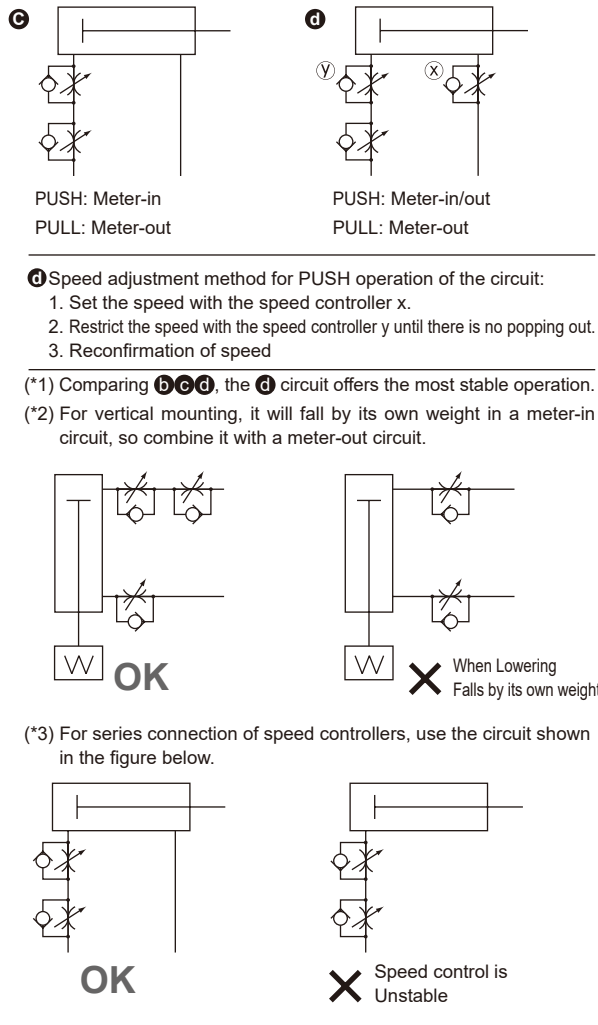 c d
y x
PUSH: Meter-in PUSH: Meter-in/out
PULL: Meter-out PULL: Meter-out
d Speed adjustment method for PUSH operation of the circuit:
1. Set the speed with the speed controller x.
2. Restrict the speed with the speed controller y until there is no popping out.
3. Reconfirmation of speed
(*1) Comparing b c d, the d circuit offers the most stable operation.
(*2) For vertical mounting, it will fall by its own weight in a meter-in
circuit, so combine it with a meter-out circuit.
W W
OK
When Lowering
Falls by its own weight
(*3) For series connection of speed controllers, use the circuit shown
in the figure below.
OK
Speed control is
Unstable